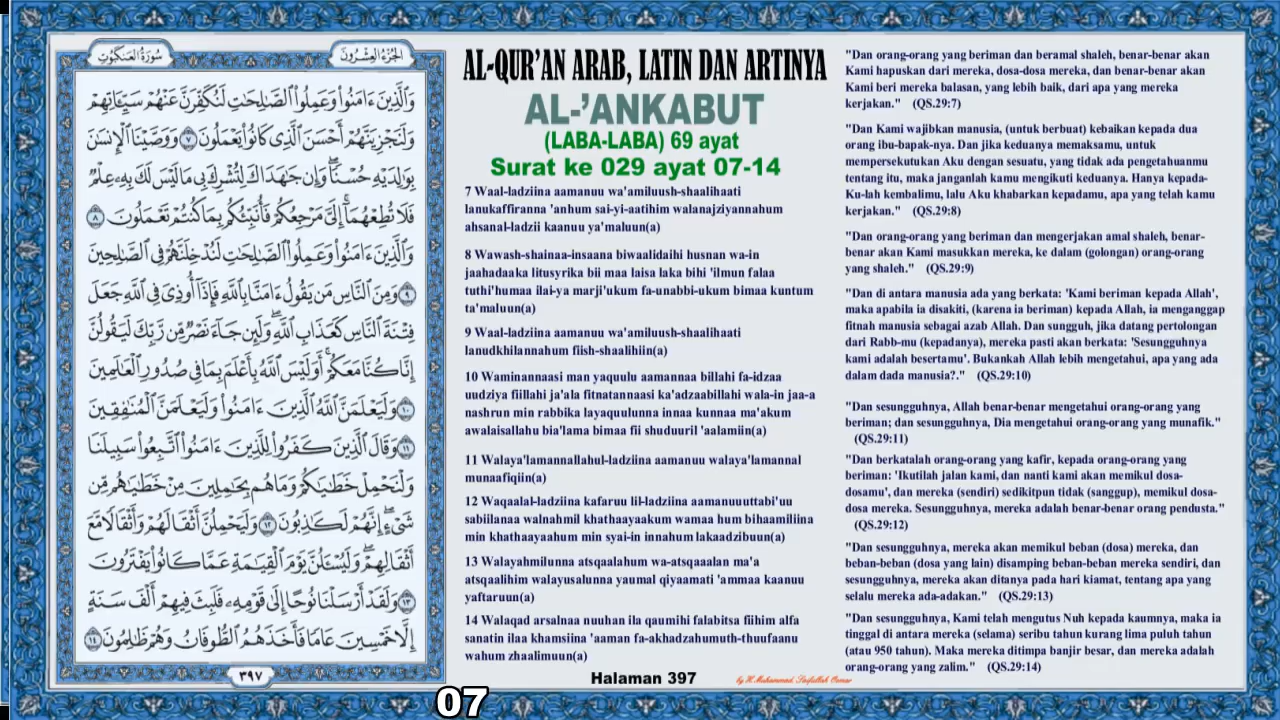 سُورَةُ العَنكَبُوتِ
الجُزْءُ العِشْرُونَ
وَالَّذِينَ ءَامَنُوا وَعَمِلُوا الصَّالِحَاتِ لَنُكَفِّرَنَّ عَنْهُمْ سَيِّئَاتِهِمْ
وَلَنَجْزِيَنَّهُمْ أَحْسَنَ الَّذِي كَانُوا يَعْمَلُونَ ٧ وَوَصَّيْنَا الْإِنسَانَ
بِوَالِدَيْهِ حُسْنًا وَإِن جَاهَدَاكَ لِتُشْرِكَ بِي مَا لَيْسَ لَكَ بِهِ عِلْمٌ
فَلَا تُطِعْهُمَا إِلَيَّ مَرْجِعُكُمْ فَأُنَبِّئُكُم بِمَا كُنتُمْ تَعْمَلُونَ ٨
وَالَّذِينَ ءَامَنُوا وَعَمِلُوا الصَّالِحَاتِ لَنُدْخِلَنَّهُمْ فِي الصَّالِحِينَ
٩ وَمِنَ النَّاسِ مَن يَقُولُ ءَامَنَّا بِاللَّهِ فَإِذَا أُوذِيَ فِي اللَّهِ جَعَلَ
فِتْنَةَ النَّاسِ كَعَذَابِ اللَّهِ وَلَئِن جَاءَ نَصْرٌ مِّن رَّبِّكَ لَيَقُولُنَّ
إِنَّا كُنَّا مَعَكُمْ أَوَلَيْسَ اللَّهُ بِأَعْلَمَ بِمَا فِي صُدُورِ الْعَالَمِينَ
١٠ وَلَيَعْلَمَنَّ اللَّهُ الَّذِينَ ءَامَنُوا وَلَيَعْلَمَنَّ الْمُنَافِقِينَ
١١ وَقَالَ الَّذِينَ كَفَرُوا لِلَّذِينَ ءَامَنُوا اتَّبِعُوا سَبِيلَنَا
وَلْنَحْمِلْ خَطَايَاكُمْ وَمَا هُم بِحَامِلِينَ مِنْ خَطَايَاهُم مِّن
شَيْءٍ إِنَّهُمْ لَكَاذِبُونَ ١٢ وَلَيَحْمِلُنَّ أَثْقَالَهُمْ وَأَثْقَالًا مَّعَ
أَثْقَالِهِمْ وَلَيُسْـَٔلُنَّ يَوْمَ الْقِيَامَةِ عَمَّا كَانُوا يَفْتَرُونَ
١٣ وَلَقَدْ أَرْسَلْنَا نُوحًا إِلَى قَوْمِهِ فَلَبِثَ فِيهِمْ أَلْفَ سَنَةٍ
إِلَّا خَمْسِينَ عَامًا فَأَخَذَهُمُ الطُّوفَانُ وَهُمْ ظَالِمُونَ ١٤
٣٩٧
AL-QUR'AN ARAB, LATIN DAN ARTINYA
AL-'ANKABUT
(LABA-LABA) 69 ayat
Surat ke 029 ayat 07-14
7 Waal-ladziina aamanuu wa'amiluush-shaalihaati
lanukaffiranna 'anhum sai-yi-aatihim walanajziyannahum
ahsanal-ladzii kaanuu ya'maluun(a)
8 Wawash-shainaa-insaana biwaalidaihi husnan wa-in
jaahadaaka litusyrika bii maa laisa laka bihi 'ilmun falaa
tuthi'humaa ilai-ya marji'ukum fa-unabbi-ukum bimaa kuntum
ta'maluun(a)
9 Waal-ladziina aamanuu wa'amiluush-shaalihaati
lanudkhilannahum fiish-shaalihiin(a)
10 Waminannaasi man yaquulu aamannaa billahi fa-idzaa
uudziya fiillahi ja'ala fitnatannaasi ka'adzaabillahi wala-in jaa-a
nashrun min rabbika layaquulunna innaa kunnaa ma'akum
awalaisallahu bia'lama bimaa fii shuduuril 'aalamiin(a)
11 Walaya'lamannallahul-ladziina aamanuu walaya'lamannal
munaafiqiin(a)
12 Waqaalal-ladziina kafaruu lil-ladziina aamanuuuttabi'uu
sabiilanaa walnahmil khathaayaakum wamaa hum bihaamiliina
min khathaayaahum min syai-in innahum lakaadzibuun(a)
13 Walayahmilunna atsqaalahum wa-atsqaaalan ma'a
atsqaalihim walayusalunna yaumal qiyaamati 'ammaa kaanuu
yaftaruun(a)
14 Walaqad arsalnaa nuuhan ila qaumihi falabitsa fiihim alfa
sanatin ilaa khamsiina 'aaman fa-akhadzahumuth-thuufaanu
wahum zhaalimuun(a)
Halaman 397
by H.Muhammad Saifullah Osmar
"Dan orang-orang yang beriman dan beramal shaleh, benar-benar akan
Kami hapuskan dari mereka, dosa-dosa mereka, dan benar-benar akan
Kami beri mereka balasan, yang lebih baik, dari apa yang mereka
kerjakan." (QS.29:7)
"Dan Kami wajibkan manusia, (untuk berbuat) kebaikan kepada dua
orang ibu-bapak-nya. Dan jika keduanya memaksamu, untuk
mempersekutukan Aku dengan sesuatu, yang tidak ada pengetahuanmu
tentang itu, maka janganlah kamu mengikuti keduanya. Hanya kepada-
Ku-lah kembalimu, lalu Aku khabarkan kepadamu, apa yang telah kamu
kerjakan." (QS.29:8)
"Dan orang-orang yang beriman dan mengerjakan amal shaleh, benar-
benar akan Kami masukkan mereka, ke dalam (golongan) orang-orang
yang shaleh." (QS.29:9)
"Dan di antara manusia ada yang berkata: 'Kami beriman kepada Allah',
maka apabila ia disakiti, (karena ia beriman) kepada Allah, ia menganggap
fitnah manusia sebagai azab Allah. Dan sungguh, jika datang pertolongan
dari Rabb-mu (kepadanya), mereka pasti akan berkata: 'Sesungguhnya
kami adalah besertamu'. Bukankah Allah lebih mengetahui, apa yang ada
dalam dada manusia?." (QS.29:10)
"Dan sesungguhnya, Allah benar-benar mengetahui orang-orang yang
beriman; dan sesungguhnya, Dia mengetahui orang-orang yang munafik."
(QS.29:11)
"Dan berkatalah orang-orang yang kafir, kepada orang-orang yang
beriman: 'Ikutilah jalan kami, dan nanti kami akan memikul dosa-
dosamu', dan mereka (sendiri) sedikitpun tidak (sanggup), memikul dosa-
dosa mereka. Sesungguhnya, mereka adalah benar-benar orang pendusta."
(QS.29:12)
"Dan sesungguhnya, mereka akan memikul beban (dosa) mereka, dan
beban-beban (dosa yang lain) disamping beban-beban mereka sendiri, dan
sesungguhnya, mereka akan ditanya pada hari kiamat, tentang apa yang
selalu mereka ada-adakan." (QS.29:13)
"Dan sesungguhnya, Kami telah mengutus Nuh kepada kaumnya, maka ia
tinggal di antara mereka (selama) seribu tahun kurang lima puluh tahun
(atau 950 tahun). Maka mereka ditimpa banjir besar, dan mereka adalah
orang-orang yang zalim." (QS.29:14)
07